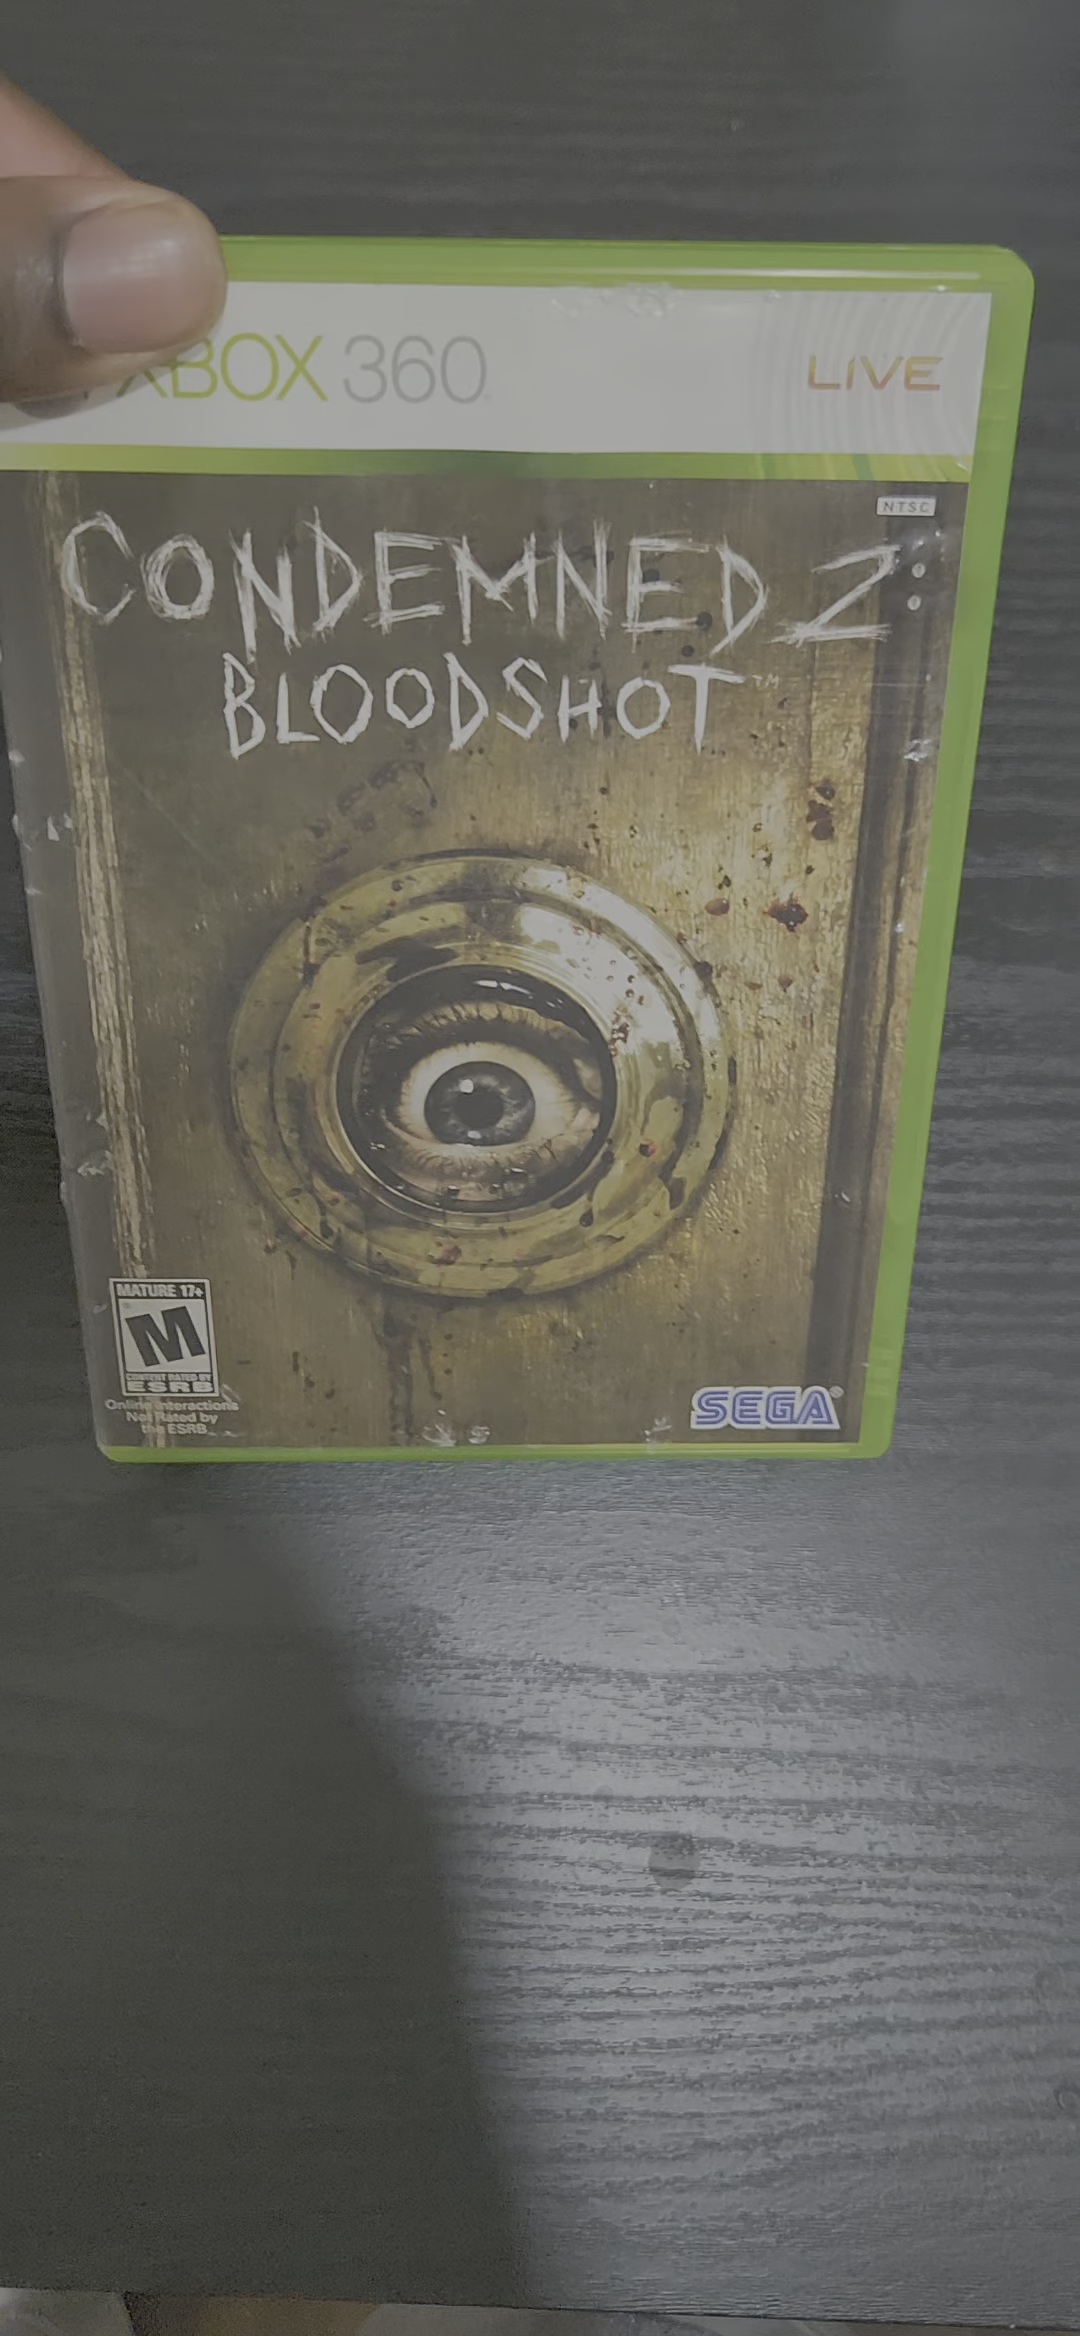 XBOX 360
LIVE
NTSC
CONDEMNED 2:
BLOODSHOT™
MATURE 17+
M
CONTENT RATED BY
ESRB
Online Interactions
Not Rated by
the ESRB
SEGA®